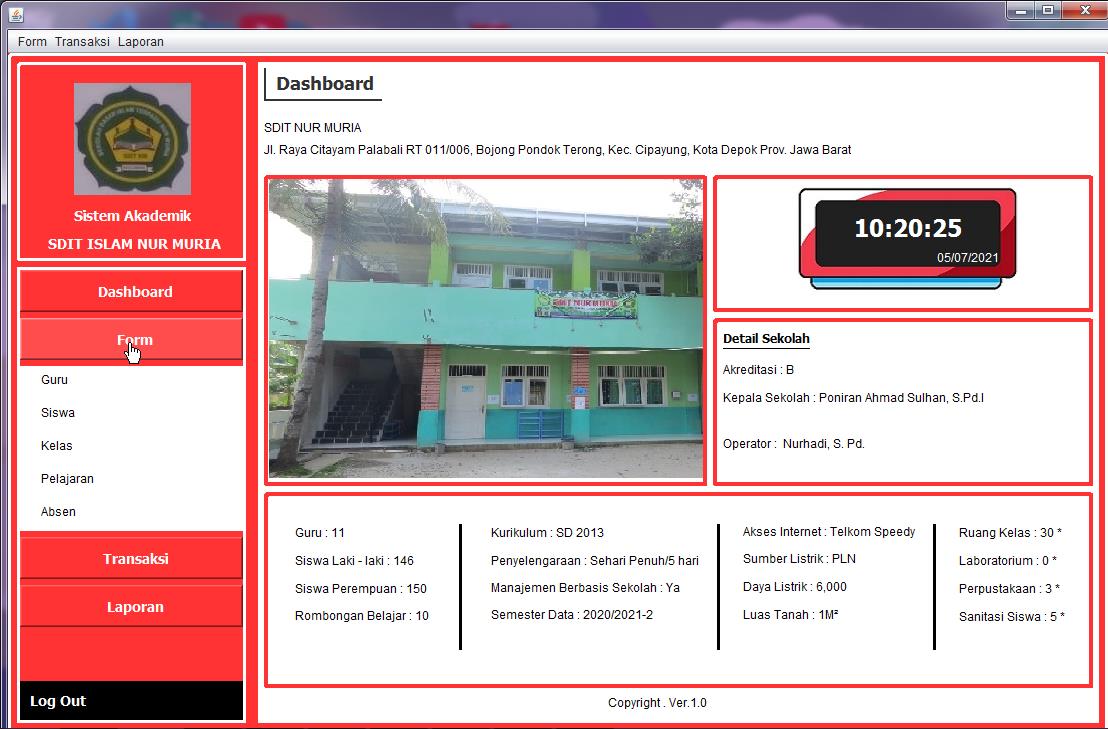 Form Transaksi Laporan
Sistem Akademik
SDIT ISLAM NUR MURIA
Dashboard
Form
Guru
Siswa
Kelas
Pelajaran
Absen
Transaksi
Laporan
Log Out
Dashboard
SDIT NUR MURIA
Jl. Raya Citayam Palabali RT 011/006, Bojong Pondok Terong, Kec. Cipayung, Kota Depok Prov. Jawa Barat
10:20:25
05/07/2021
Detail Sekolah
Akreditasi : B
Kepala Sekolah : Poniran Ahmad Sulhan, S.Pd.I
Operator : Nurhadi, S. Pd.
Guru : 11
Siswa Laki - laki : 146
Siswa Perempuan : 150
Rombongan Belajar : 10
Kurikulum : SD 2013
Penyelengaraan : Sehari Penuh/5 hari
Manajemen Berbasis Sekolah : Ya
Semester Data : 2020/2021-2
Akses Internet : Telkom Speedy
Sumber Listrik : PLN
Daya Listrik : 6,000
Luas Tanah : 1M²
Ruang Kelas : 30 *
Laboratorium : 0 *
Perpustakaan : 3 *
Sanitasi Siswa : 5 *
Copyright . Ver.1.0